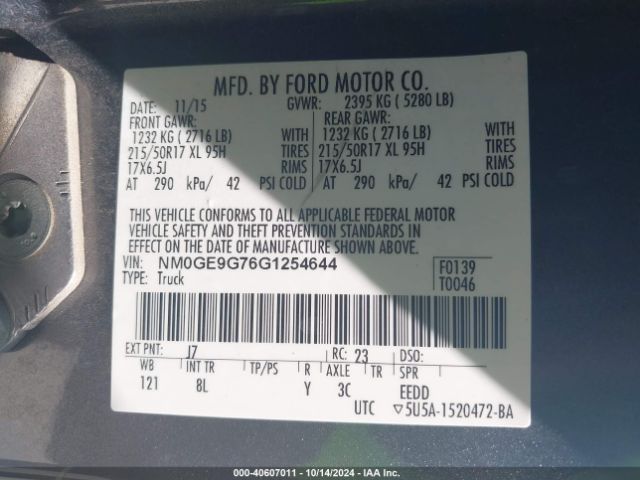 MFD. BY FORD MOTOR CO.
DATE: 11/15 GVWR: 2395 KG ( 5280 LB)
FRONT GAWR: REAR GAWR:
1232 KG ( 2716 LB) WITH 1232 KG ( 2716 LB) WITH
215/50R17 XL 95H TIRES 215/50R17 XL 95H TIRES
17X6.5J RIMS 17X6.5J RIMS
AT 290 kPa/ 42 PSI COLD AT 290 kPa/ 42 PSI COLD
THIS VEHICLE CONFORMS TO ALL APPLICABLE FEDERAL MOTOR
VEHICLE SAFETY AND THEFT PREVENTION STANDARDS IN
EFFECT ON THE DATE OF MANUFACTURE SHOWN ABOVE.
VIN: NM0GE9G76G1254644 F0139
TYPE: Truck T0046
EXT PNT: J7 RC: 23 DSO:
WB INT TR TP/PS R AXLE TR SPR
121 8L Y 3C EEDD
UTC ▽5U5A-1520472-BA
000-40607011 | 10/14/2024 | IAA Inc.